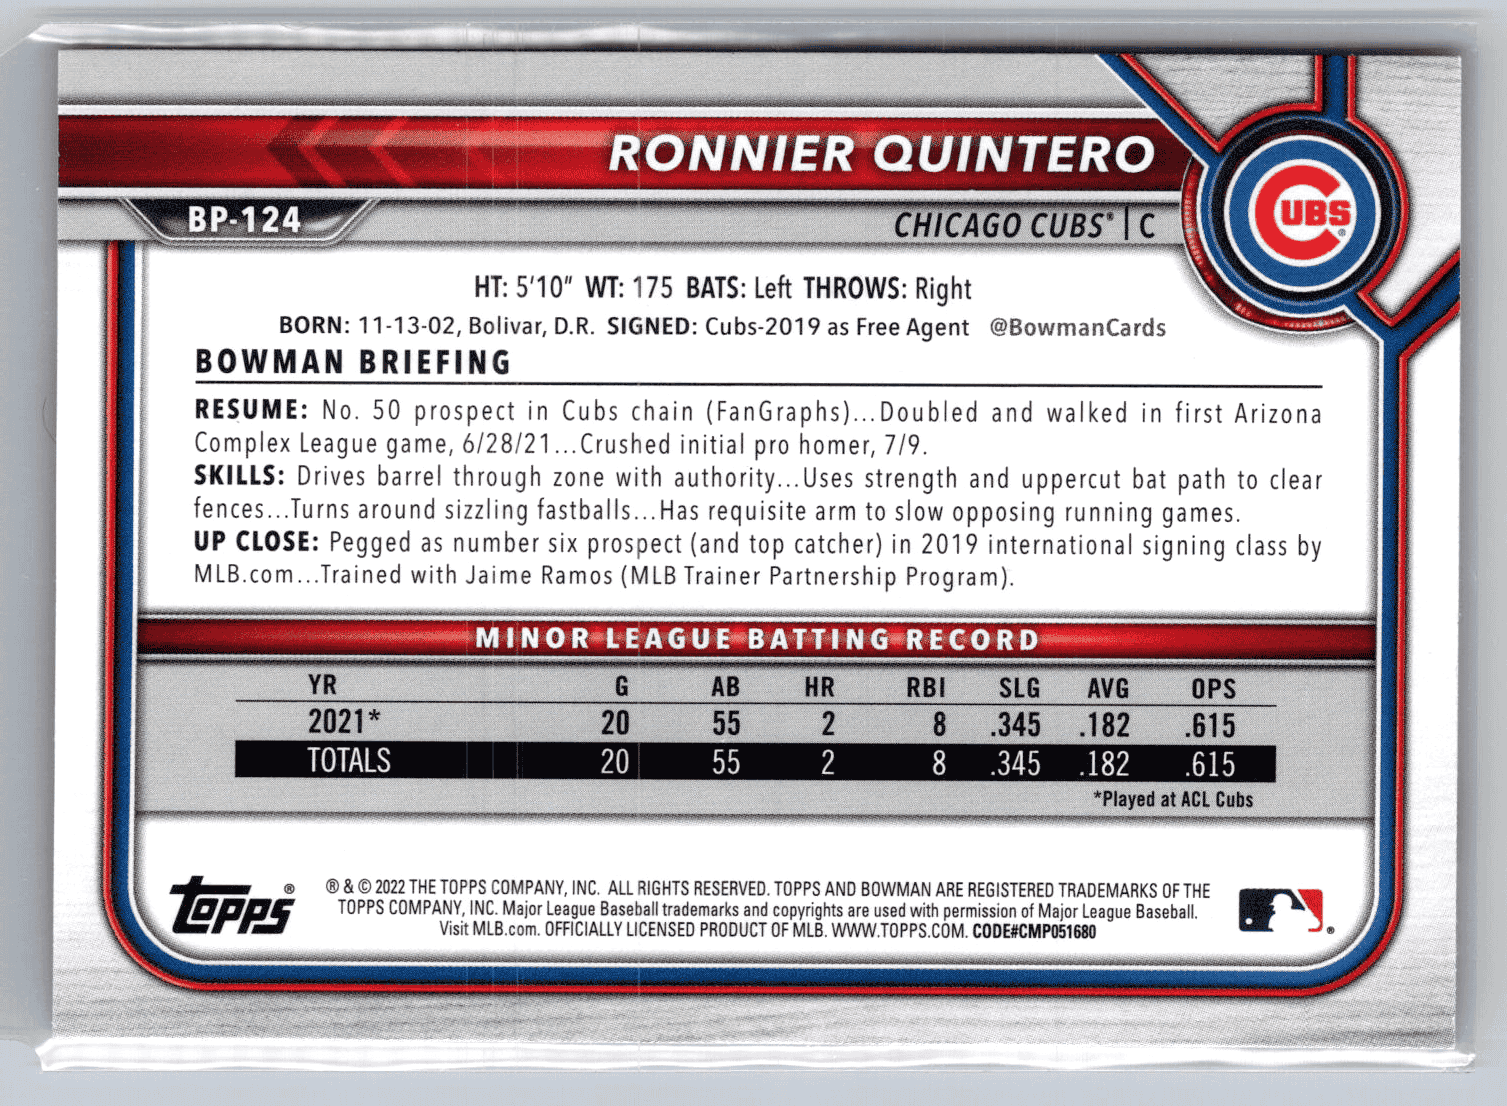 RONNIER QUINTERO
BP-124
CHICAGO CUBS® | C
CUBS®
HT: 5'10" WT: 175 BATS: Left THROWS: Right
BORN: 11-13-02, Bolivar, D.R. SIGNED: Cubs-2019 as Free Agent @BowmanCards
BOWMAN BRIEFING
RESUME: No. 50 prospect in Cubs chain (FanGraphs)...Doubled and walked in first Arizona
Complex League game, 6/28/21...Crushed initial pro homer, 7/9.
SKILLS: Drives barrel through zone with authority...Uses strength and uppercut bat path to clear
fences...Turns around sizzling fastballs...Has requisite arm to slow opposing running games.
UP CLOSE: Pegged as number six prospect (and top catcher) in 2019 international signing class by
MLB.com...Trained with Jaime Ramos (MLB Trainer Partnership Program).
MINOR LEAGUE BATTING RECORD
YR G AB HR RBI SLG AVG OPS
2021* 20 55 2 8 .345 .182 .615
TOTALS 20 55 2 8 .345 .182 .615
*Played at ACL Cubs
topps®
® & © 2022 THE TOPPS COMPANY, INC. ALL RIGHTS RESERVED. TOPPS AND BOWMAN ARE REGISTERED TRADEMARKS OF THE
TOPPS COMPANY, INC. Major League Baseball trademarks and copyrights are used with permission of Major League Baseball.
Visit MLB.com. OFFICIALLY LICENSED PRODUCT OF MLB. WWW.TOPPS.COM. CODE#CMP051680
®